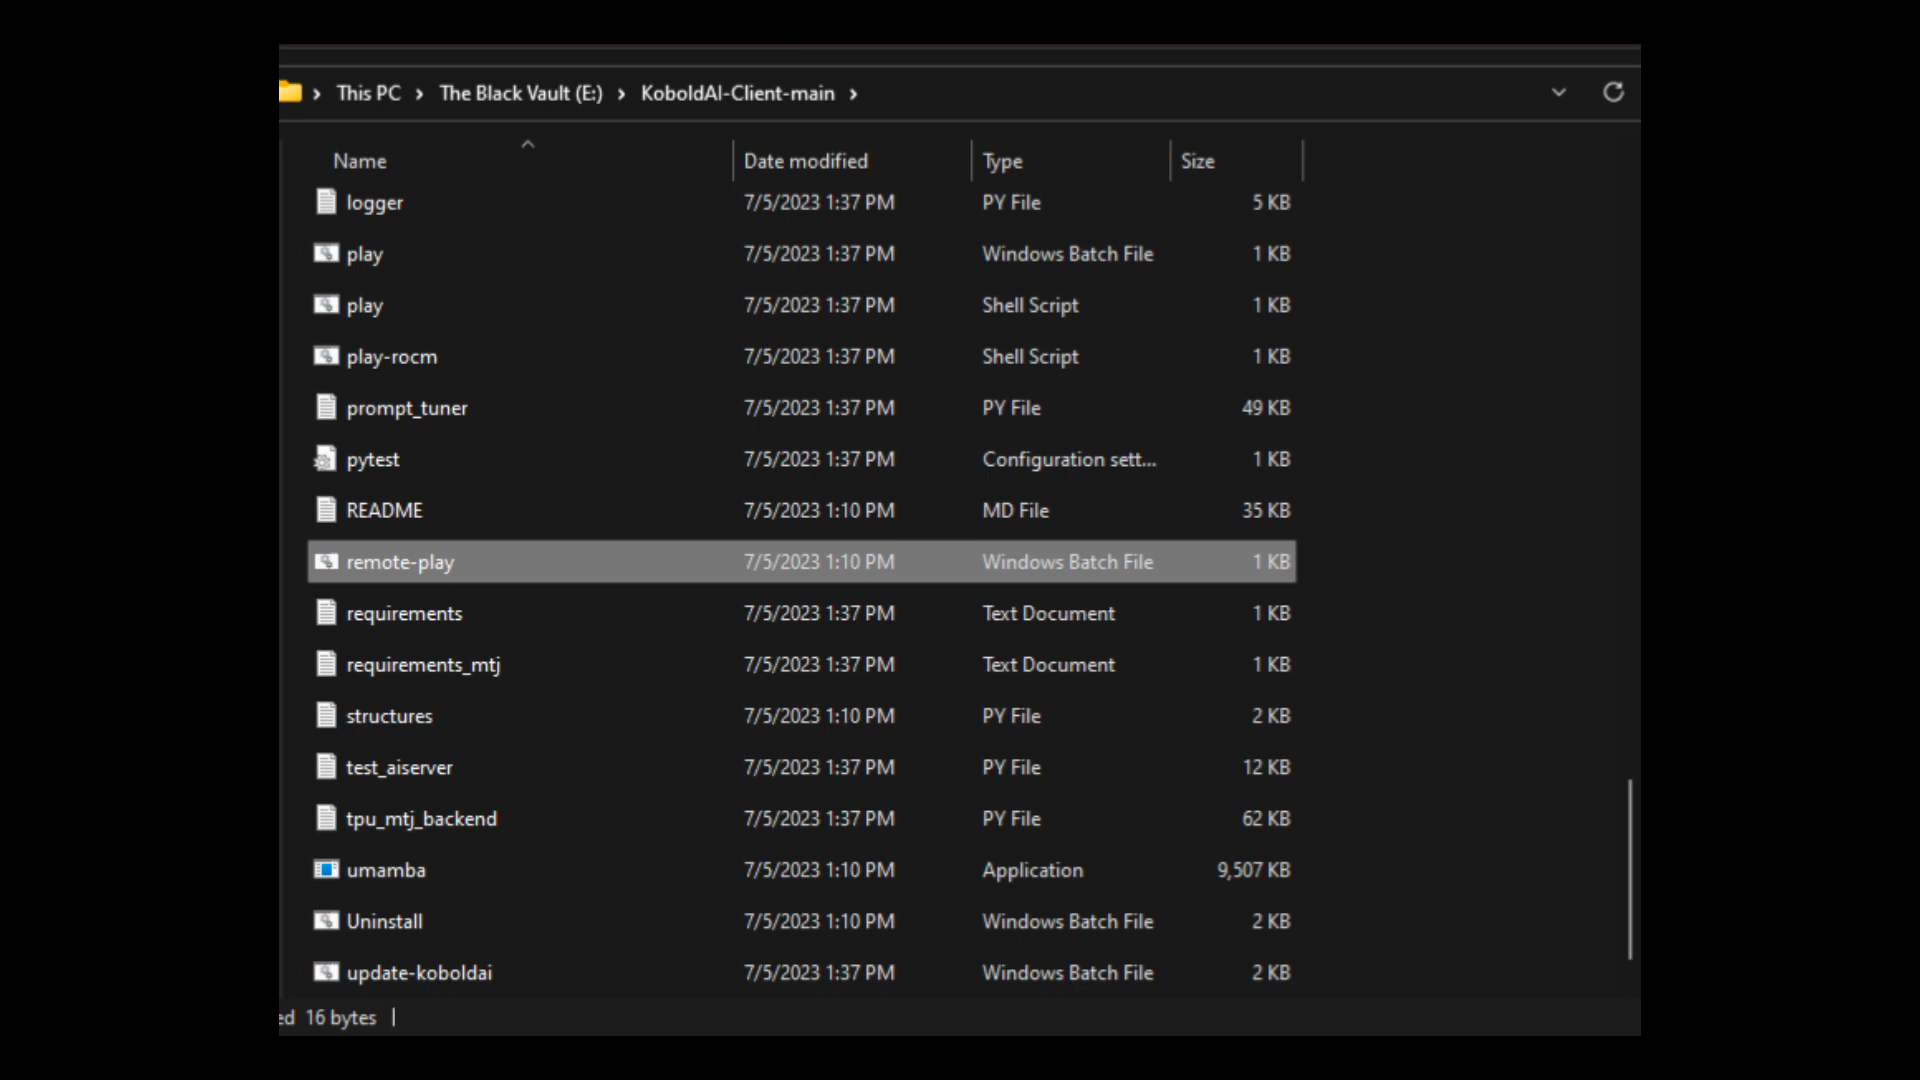 This PC > The Black Vault (E:) > KoboldAI-Client-main >
Name Date modified Type Size
logger 7/5/2023 1:37 PM PY File 5 KB
play 7/5/2023 1:37 PM Windows Batch File 1 KB
play 7/5/2023 1:37 PM Shell Script 1 KB
play-rocm 7/5/2023 1:37 PM Shell Script 1 KB
prompt_tuner 7/5/2023 1:37 PM PY File 49 KB
pytest 7/5/2023 1:37 PM Configuration sett... 1 KB
README 7/5/2023 1:10 PM MD File 35 KB
remote-play 7/5/2023 1:10 PM Windows Batch File 1 KB
requirements 7/5/2023 1:37 PM Text Document 1 KB
requirements_mtj 7/5/2023 1:37 PM Text Document 1 KB
structures 7/5/2023 1:10 PM PY File 2 KB
test_aiserver 7/5/2023 1:37 PM PY File 12 KB
tpu_mtj_backend 7/5/2023 1:37 PM PY File 62 KB
umamba 7/5/2023 1:10 PM Application 9,507 KB
Uninstall 7/5/2023 1:10 PM Windows Batch File 2 KB
update-koboldai 7/5/2023 1:37 PM Windows Batch File 2 KB
ed 16 bytes